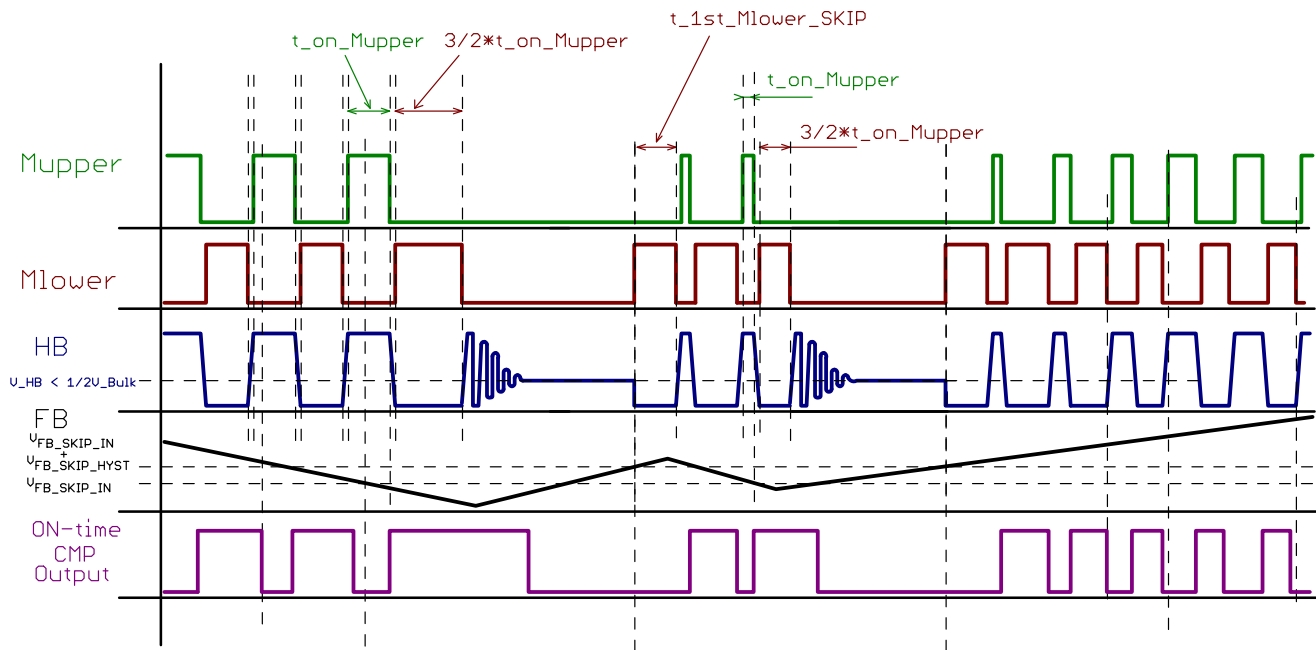 t_1st_Mlower_SKIP
t_on_Mupper
3/2*t_on_Mupper
t_on_Mupper
3/2*t_on_Mupper
Mupper
Mlower
HB
V_HB < 1/2V_Bulk
FB
VFB_SKIP_IN
+
VFB_SKIP_HYST
VFB_SKIP_IN
ON-time
CMP
Output